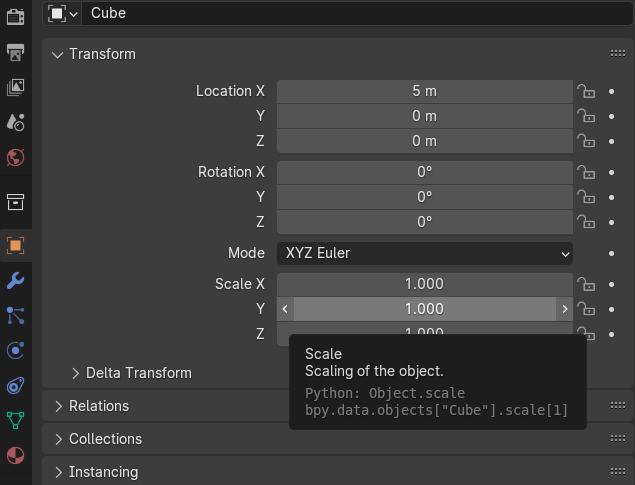 Cube
Transform
Location X 5 m
Y 0 m
Z 0 m
Rotation X 0°
Y 0°
Z 0°
Mode XYZ Euler
Scale X 1.000
Y 1.000
Z 1.000
Scale
Scaling of the object.
Python: Object.scale
bpy.data.objects["Cube"].scale[1]
Delta Transform
Relations
Collections
Instancing